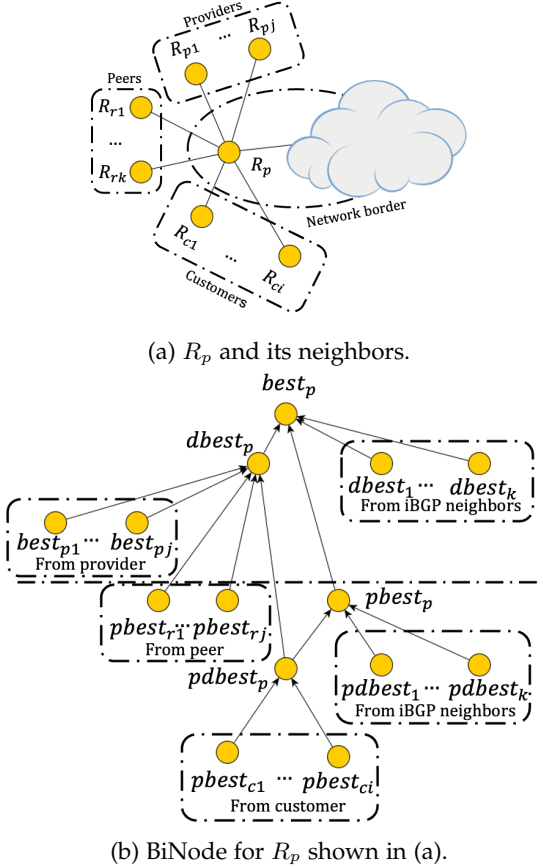 Providers
R_{p1} ... R_{pj}
Peers
R_{r1}
...
R_{rk}
R_p
Network border
R_{c1} ... R_{ci}
Customers
(a) R_p and its neighbors.
best_p
dbest_p
dbest_1 ... dbest_k
From iBGP neighbors
best_{p1} ... best_{pj}
From provider
pbest_p
pbest_{r1} ... pbest_{rj}
From peer
pdbest_p
pdbest_1 ... pdbest_k
From iBGP neighbors
pbest_{c1} ... pbest_{ci}
From customer
(b) BiNode for R_p shown in (a).